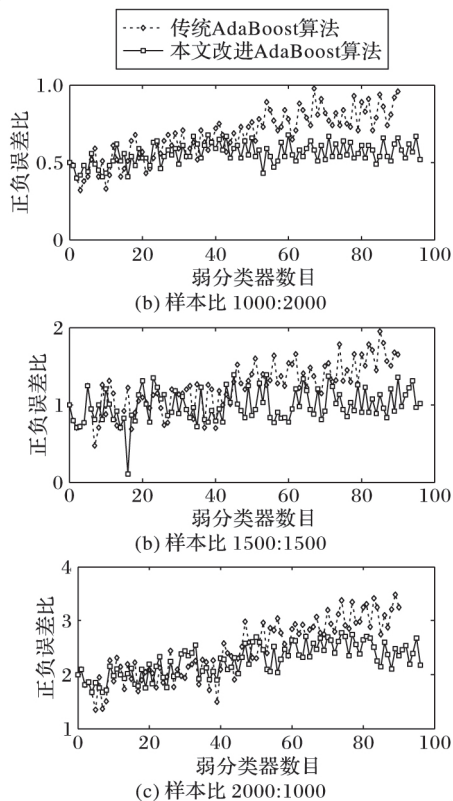 传统AdaBoost算法
本文改进AdaBoost算法
1.0
正负误差比
0.5
0
0 20 40 60 80 100
弱分类器数目
(b) 样本比 1000:2000
2
正负误差比
1
0
0 20 40 60 80 100
弱分类器数目
(b) 样本比 1500:1500
4
3
正负误差比
2
1
0 20 40 60 80 100
弱分类器数目
(c) 样本比 2000:1000